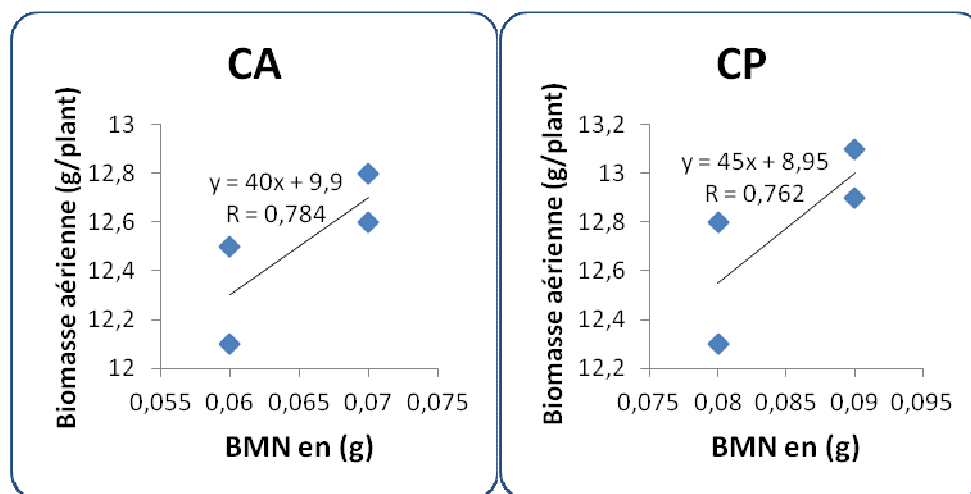 CA
Biomasse aérienne (g/plant)
13
12,8
12,6
12,4
12,2
12
y = 40x + 9,9
R = 0,784
0,055 0,06 0,065 0,07 0,075
BMN en (g)
CP
Biomasse aérienne (g/plant)
13,2
13
12,8
12,6
12,4
12,2
y = 45x + 8,95
R = 0,762
0,075 0,08 0,085 0,09 0,095
BMN en (g)